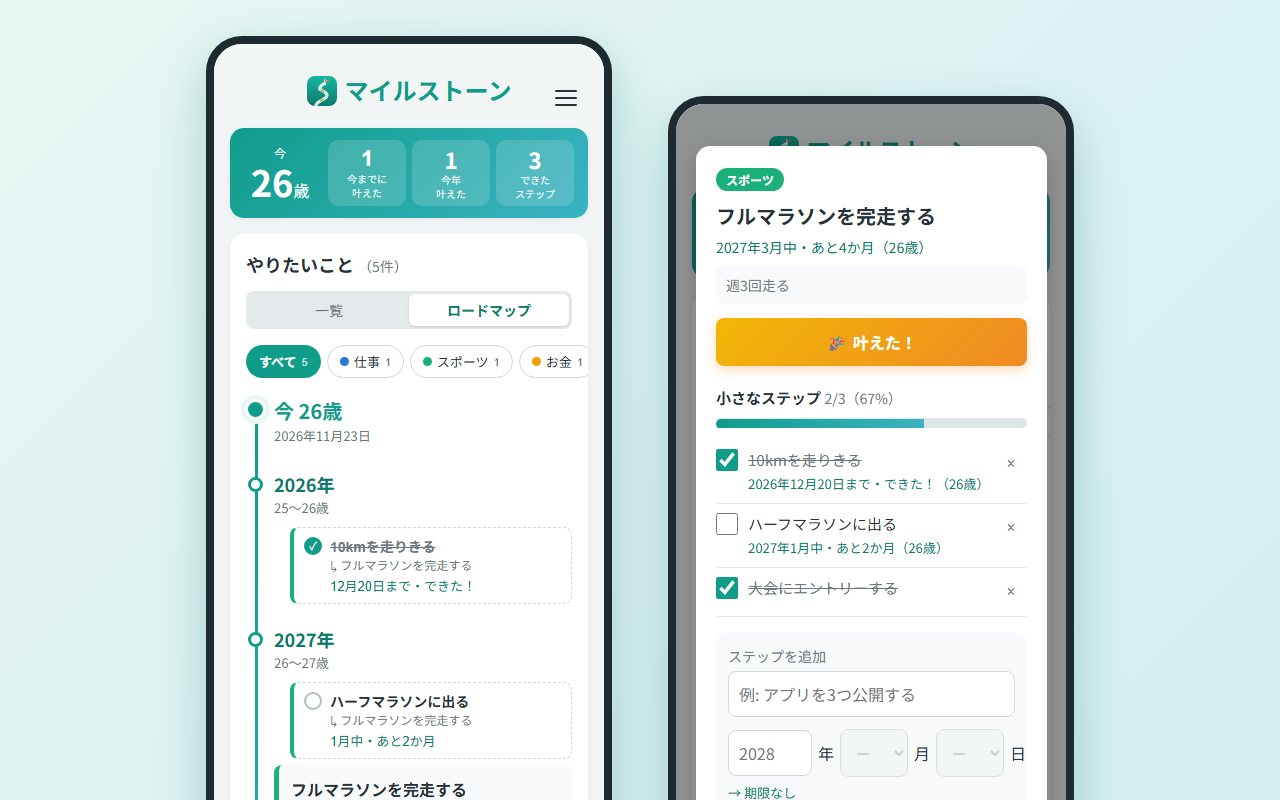 マイルストーン
今
26歳
1
今までに
叶えた
1
今年
叶えた
3
できた
ステップ
やりたいこと (5件)
一覧
ロードマップ
すべて 5
仕事 1
スポーツ 1
お金 1
今 26歳
2026年11月23日
2026年
25〜26歳
10kmを走りきる
↳ フルマラソンを完走する
12月20日まで・できた！
2027年
26〜27歳
ハーフマラソンに出る
↳ フルマラソンを完走する
1月中・あと2か月
フルマラソンを完走する
スポーツ
フルマラソンを完走する
2027年3月中・あと4か月（26歳）
週3回走る
🎉 叶えた！
小さなステップ 2/3（67%）
10kmを走りきる ×
2026年12月20日まで・できた！（26歳）
ハーフマラソンに出る ×
2027年1月中・あと2か月（26歳）
大会にエントリーする ×
ステップを追加
例: アプリを3つ公開する
2028 年 — 月 — 日
→ 期限なし